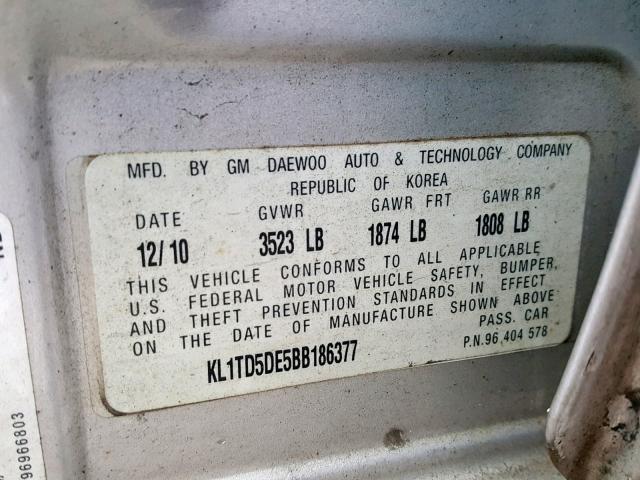 MFD. BY GM DAEWOO AUTO & TECHNOLOGY COMPANY
REPUBLIC OF KOREA
DATE GVWR GAWR FRT GAWR RR
12/10 3523 LB 1874 LB 1808 LB
THIS VEHICLE CONFORMS TO ALL APPLICABLE
U.S. FEDERAL MOTOR VEHICLE SAFETY, BUMPER,
AND THEFT PREVENTION STANDARDS IN EFFECT
ON THE DATE OF MANUFACTURE SHOWN ABOVE
PASS. CAR
KL1TD5DE5BB186377
P.N.96 404 578
96966803